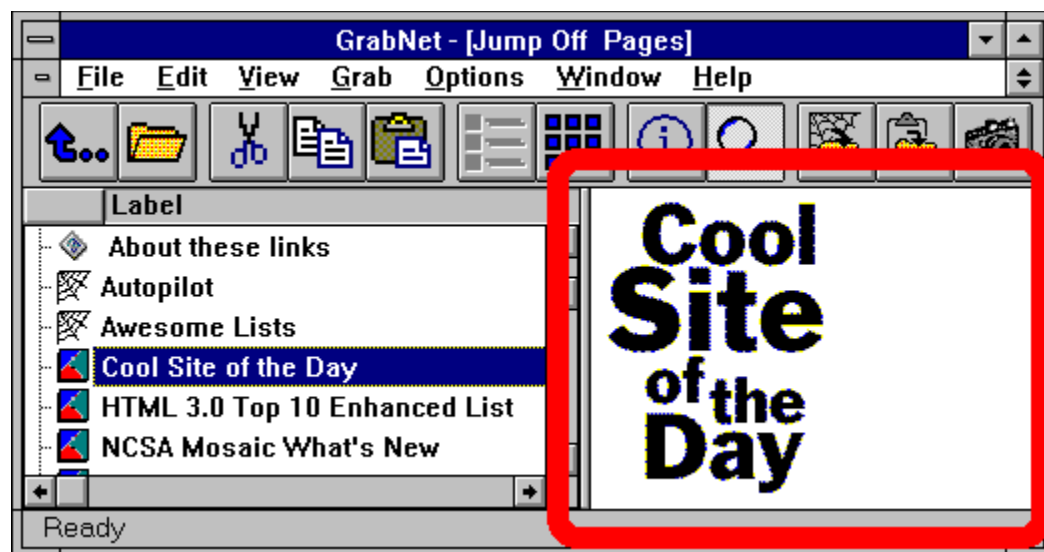 GrabNet - [Jump Off Pages]
File Edit View Grab Options Window Help
Label
About these links
Autopilot
Awesome Lists
Cool Site of the Day
HTML 3.0 Top 10 Enhanced List
NCSA Mosaic What's New
Ready
Cool
Site
of the
Day